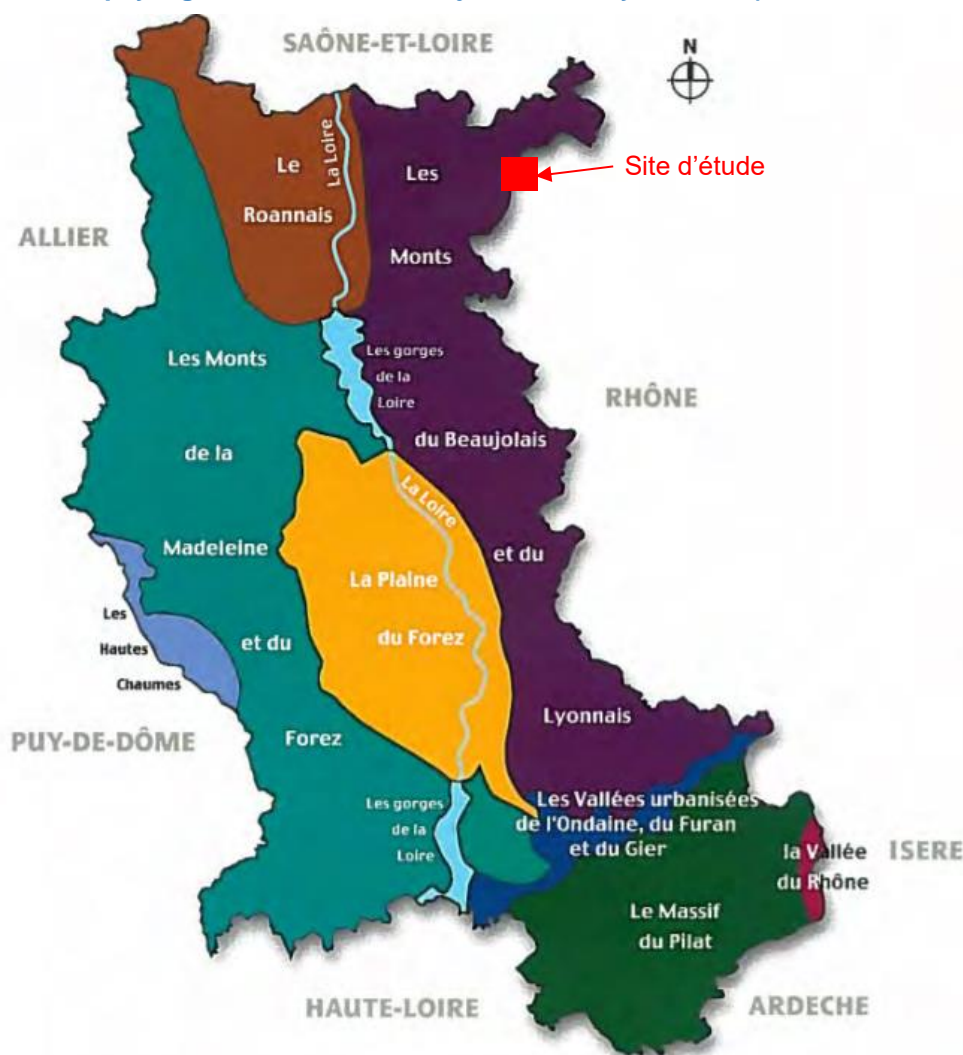 SAÔNE-ET-LOIRE
N
La Loire
Le
Roannais
Les
Site d'étude
ALLIER
Monts
Les gorges
de la
Loire
Les Monts
RHÔNE
du Beaujolais
de la
La Loire
Madeleine
et du
La Plaine
du Forez
Les
Hautes
Chaumes
et du
PUY-DE-DÔME
Forez
Lyonnais
Les gorges
de la
Loire
Les Vallées urbanisées
de l'Ondaine, du Furan
et du Gier
la Vallée
du Rhône
ISERE
Le Massif
du Pilat
HAUTE-LOIRE
ARDECHE